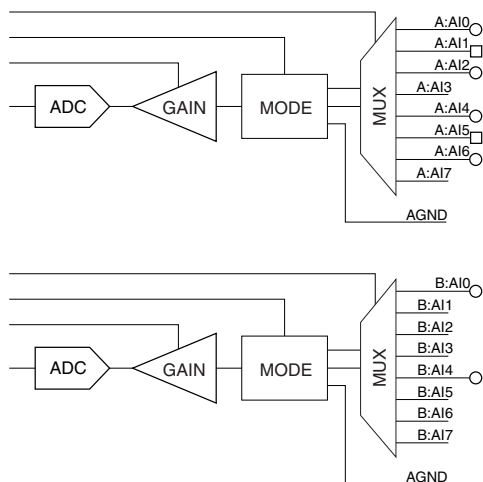 A:AI0
A:AI1
A:AI2
A:AI3
A:AI4
A:AI5
A:AI6
A:AI7
ADC
GAIN
MODE
MUX
AGND
B:AI0
B:AI1
B:AI2
B:AI3
B:AI4
B:AI5
B:AI6
B:AI7
ADC
GAIN
MODE
MUX
AGND